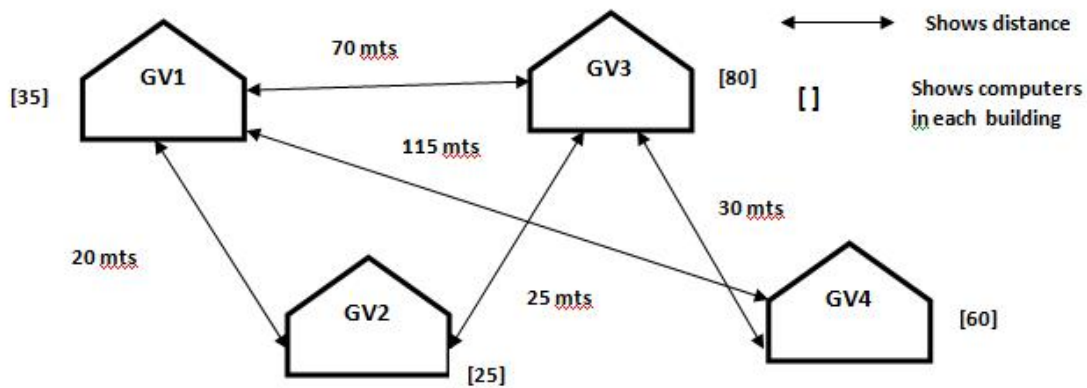 70 mts
Shows distance
GV1
GV3
[80]
[35]
[ ]
Shows computers
in each building
115 mts
30 mts
20 mts
25 mts
GV2
GV4
[60]
[25]